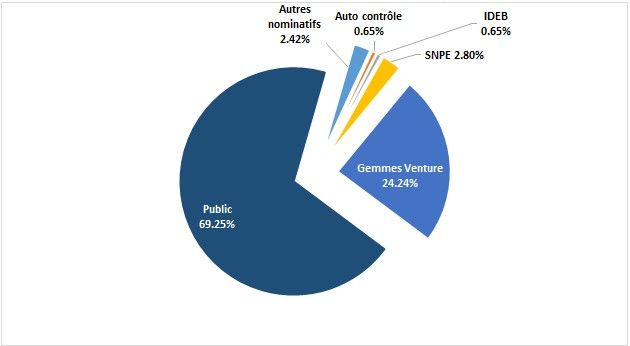 Autres
nominatifs
2.42%
Auto contrôle
0.65%
IDEB
0.65%
SNPE 2.80%
Gemmes Venture
24.24%
Public
69.25%